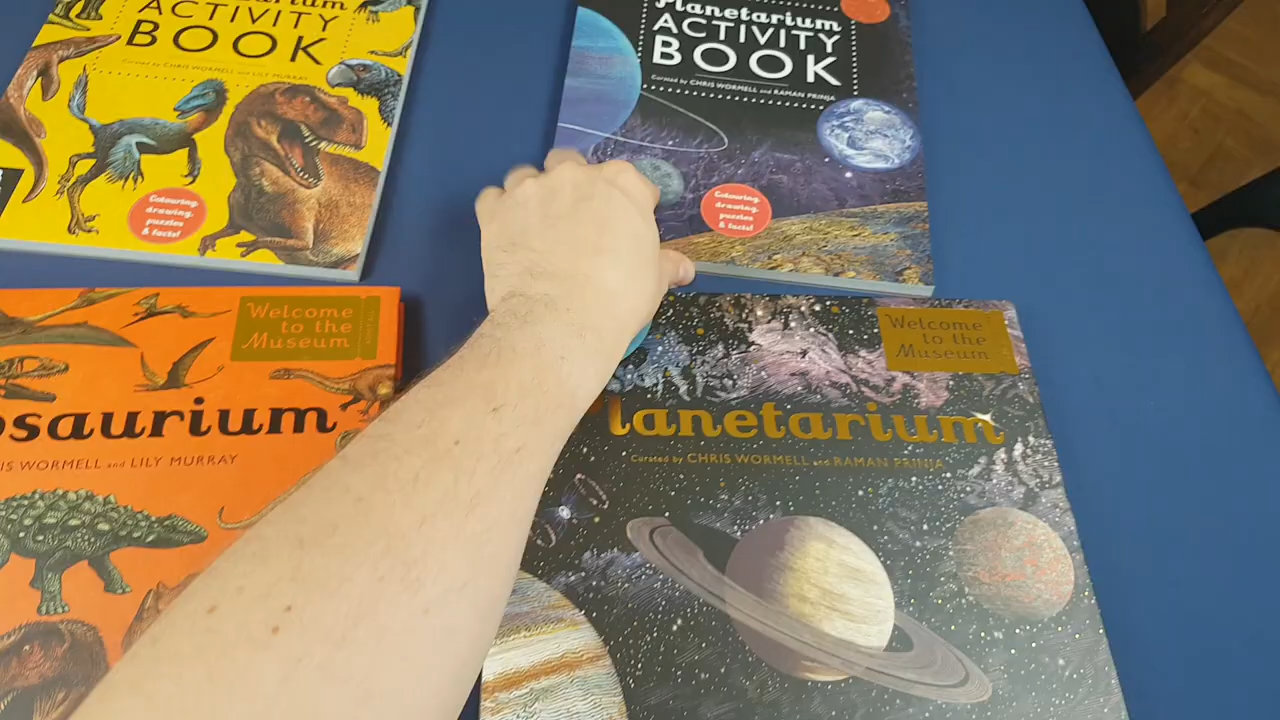 ACTIVITY
BOOK
Curated by CHRIS WORMELL and LILY MURRAY
Colouring,
drawing,
puzzles
& facts!
Planetarium
ACTIVITY
BOOK
Curated by CHRIS WORMELL and RAMAN PRINJA
Colouring,
drawing,
puzzles
& facts!
Welcome
to the
Museum
osaurium
IS WORMELL and LILY MURRAY
Welcome
to the
Museum
lanetarium
Curated by CHRIS WORMELL and RAMAN PRINJA